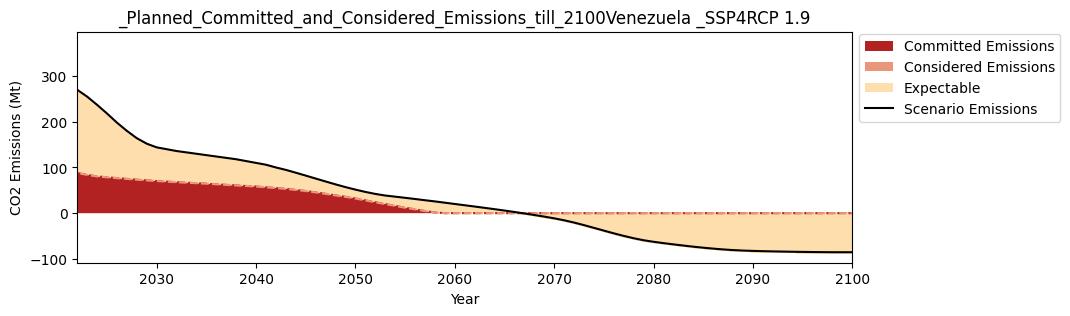 _Planned_Committed_and_Considered_Emissions_till_2100Venezuela _SSP4RCP 1.9
Committed Emissions
Considered Emissions
Expectable
Scenario Emissions
CO2 Emissions (Mt)
300
200
100
0
−100
2030 2040 2050 2060 2070 2080 2090 2100
Year